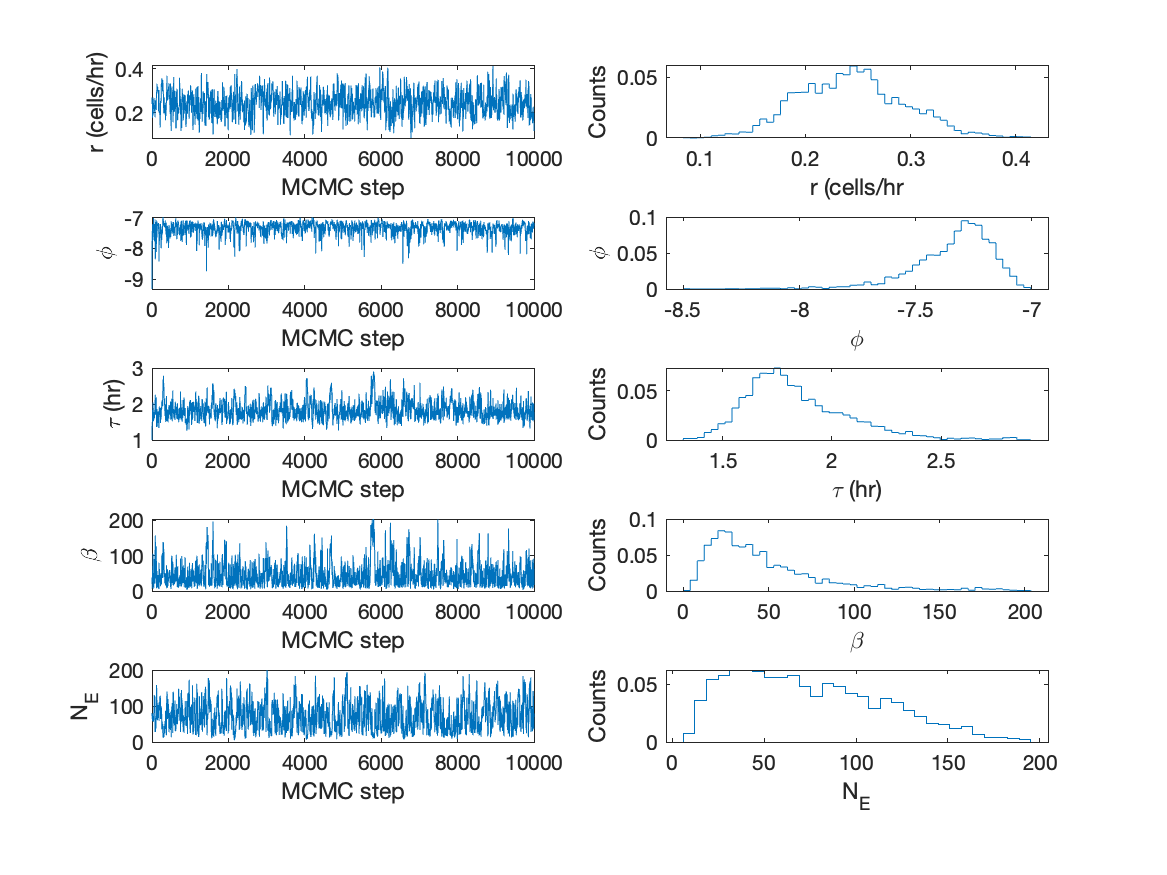 r (cells/hr)
0.4
0.2
0 2000 4000 6000 8000 10000
MCMC step
Counts
0.05
0
0.1 0.2 0.3 0.4
r (cells/hr
ϕ
-7
-8
-9
0 2000 4000 6000 8000 10000
MCMC step
ϕ
0.1
0.05
0
-8.5 -8 -7.5 -7
ϕ
τ (hr)
3
2
1
0 2000 4000 6000 8000 10000
MCMC step
Counts
0.05
0
1.5 2 2.5
τ (hr)
β
200
100
0
0 2000 4000 6000 8000 10000
MCMC step
Counts
0.1
0.05
0
0 50 100 150 200
β
N_E
200
100
0
0 2000 4000 6000 8000 10000
MCMC step
Counts
0.05
0
0 50 100 150 200
N_E